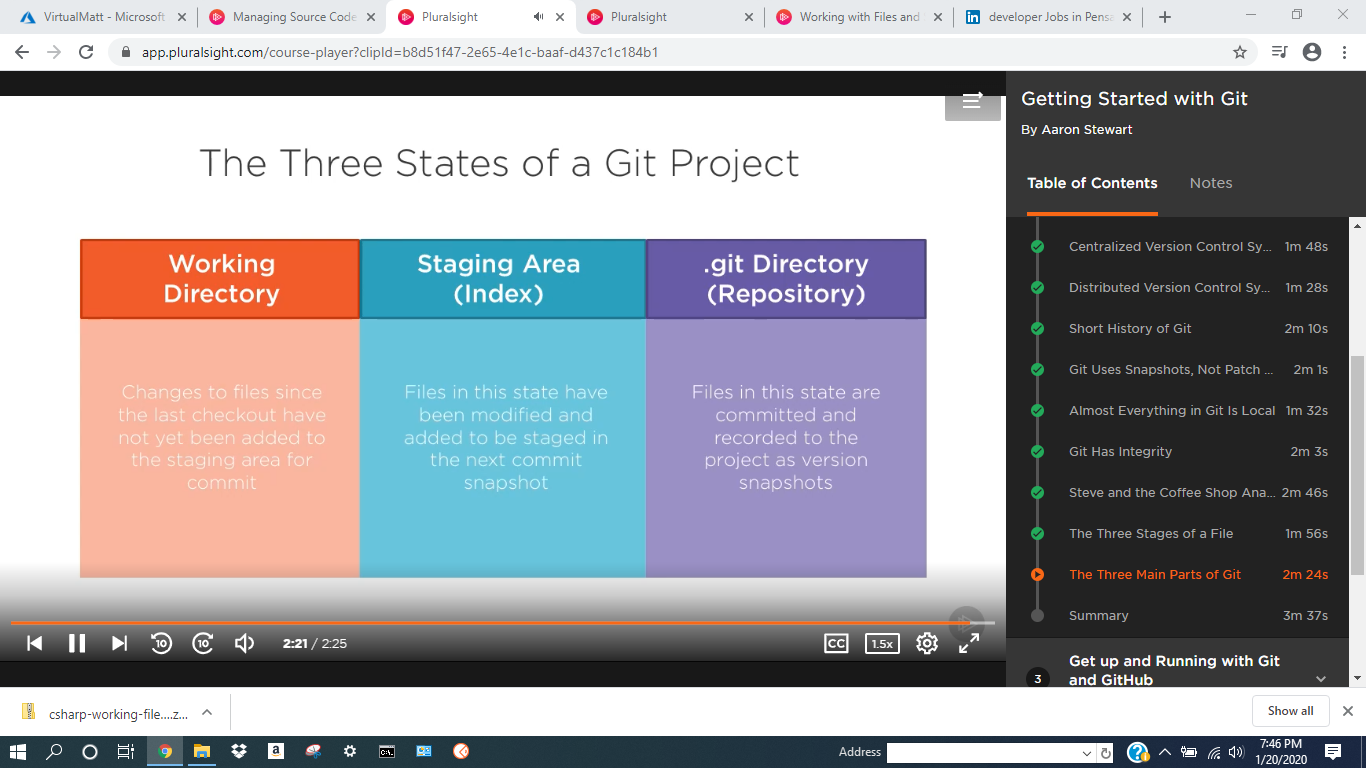 VirtualMatt - Microsoft
Managing Source Code
Pluralsight
Pluralsight
Working with Files and
developer Jobs in Pensa
app.pluralsight.com/course-player?clipId=b8d51f47-2e65-4e1c-baaf-d437c1c184b1
The Three States of a Git Project
Working
Directory
Changes to files since
the last checkout have
not yet been added to
the staging area for
commit
Staging Area
(Index)
Files in this state have
been modified and
added to be staged in
the next commit
snapshot
.git Directory
(Repository)
Files in this state are
committed and
recorded to the
project as version
snapshots
10
10
2:21 / 2:25
CC
1.5x
Getting Started with Git
By Aaron Stewart
Table of Contents
Notes
Centralized Version Control Sy... 1m 48s
Distributed Version Control Sy... 1m 28s
Short History of Git 2m 10s
Git Uses Snapshots, Not Patch ... 2m 1s
Almost Everything in Git Is Local 1m 32s
Git Has Integrity 2m 3s
Steve and the Coffee Shop Ana... 2m 46s
The Three Stages of a File 1m 56s
The Three Main Parts of Git 2m 24s
Summary 3m 37s
3
Get up and Running with Git
and GitHub
csharp-working-file....z...
Show all
Address
7:46 PM
1/20/2020